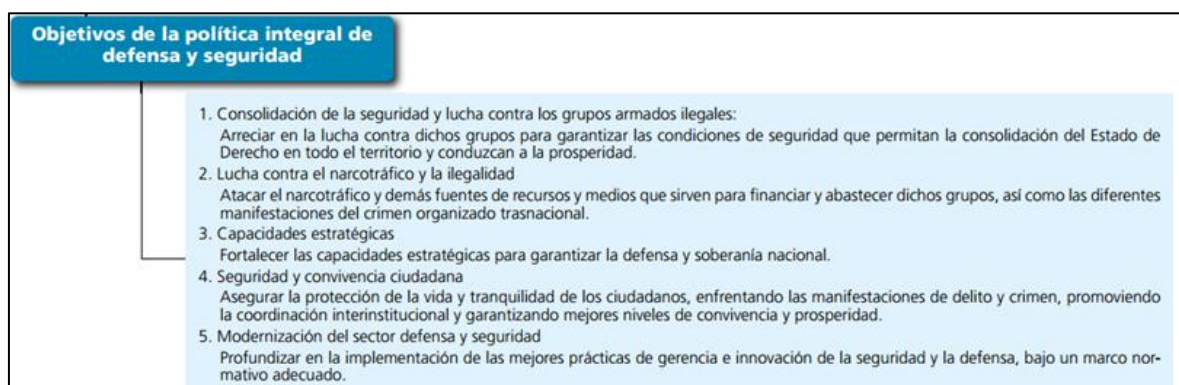 Objetivos de la política integral de
defensa y seguridad
1. Consolidación de la seguridad y lucha contra los grupos armados ilegales:
Arreciar en la lucha contra dichos grupos para garantizar las condiciones de seguridad que permitan la consolidación del Estado de
Derecho en todo el territorio y conduzcan a la prosperidad.
2. Lucha contra el narcotráfico y la ilegalidad
Atacar el narcotráfico y demás fuentes de recursos y medios que sirven para financiar y abastecer dichos grupos, así como las diferentes
manifestaciones del crimen organizado trasnacional.
3. Capacidades estratégicas
Fortalecer las capacidades estratégicas para garantizar la defensa y soberanía nacional.
4. Seguridad y convivencia ciudadana
Asegurar la protección de la vida y tranquilidad de los ciudadanos, enfrentando las manifestaciones de delito y crimen, promoviendo
la coordinación interinstitucional y garantizando mejores niveles de convivencia y prosperidad.
5. Modernización del sector defensa y seguridad
Profundizar en la implementación de las mejores prácticas de gerencia e innovación de la seguridad y la defensa, bajo un marco nor-
mativo adecuado.